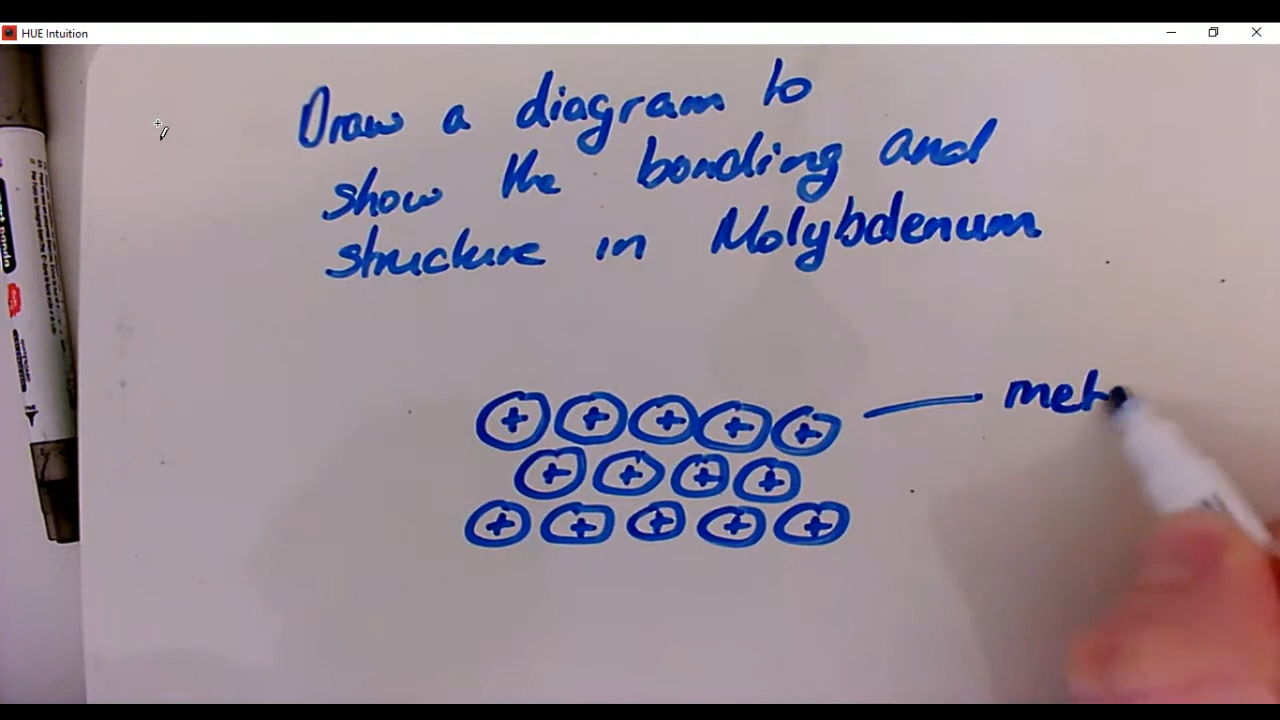 HUE Intuition
Draw a diagram to
show the bonding and
structure in Molybdenum
+ + + + +
met
+ + + +
+ + + + +